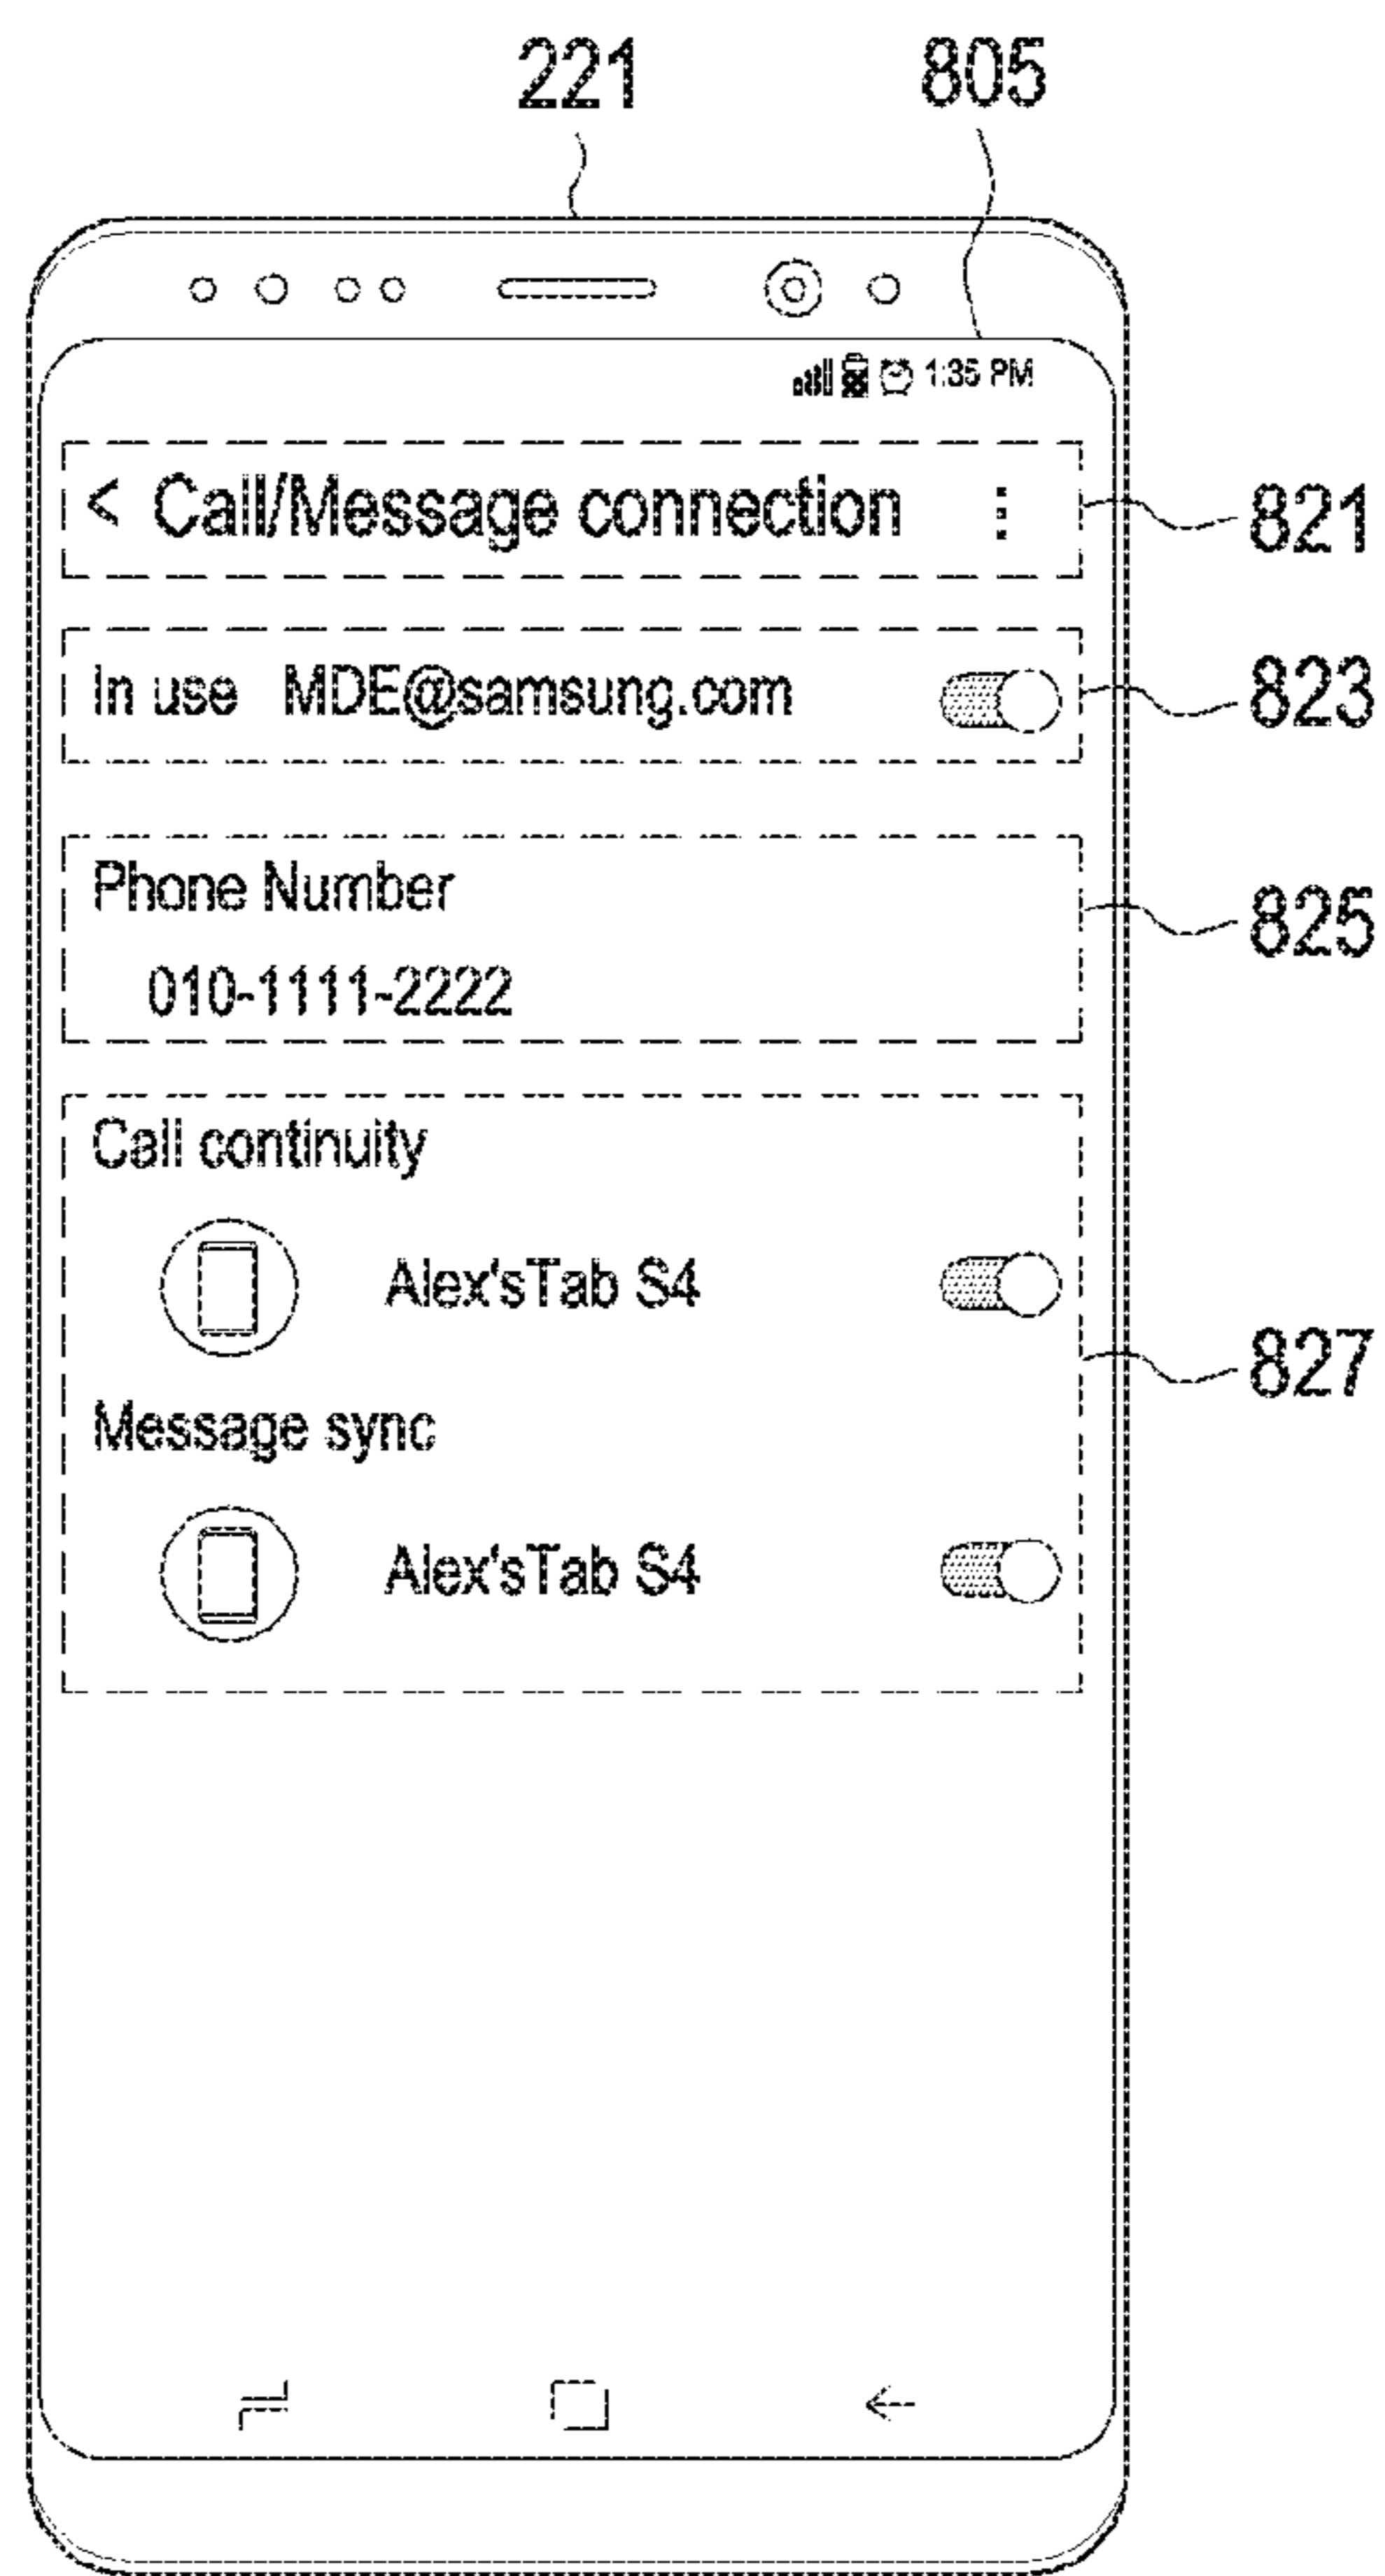 221 805
1:35 PM
< Call/Message connection
821
In use MDE@samsung.com
823
Phone Number
825
010-1111-2222
Call continuity
Alex'sTab S4
827
Message sync
Alex'sTab S4